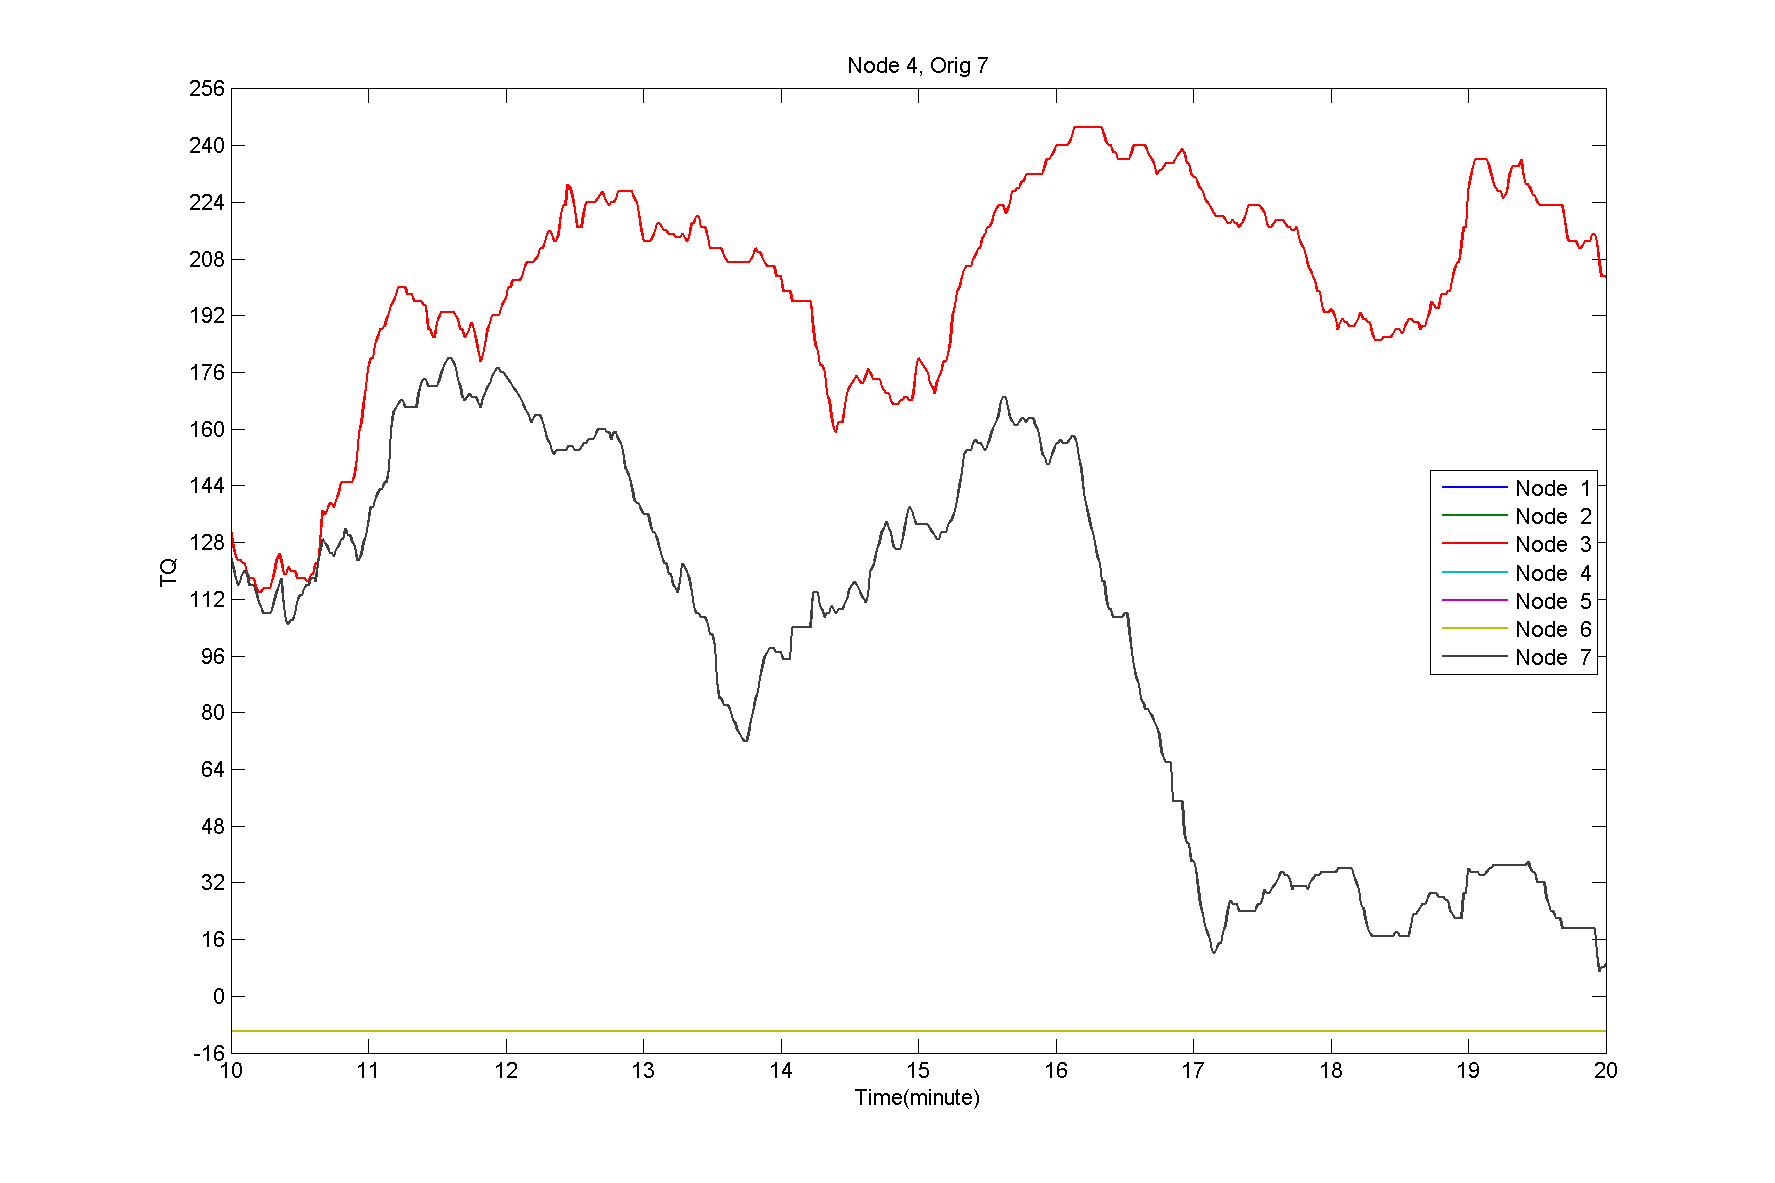 Node 4, Orig 7
256
240
224
208
192
176
160
144
128
112
96
80
64
48
32
16
0
-16
TQ
Node 1
Node 2
Node 3
Node 4
Node 5
Node 6
Node 7
10 11 12 13 14 15 16 17 18 19 20
Time(minute)